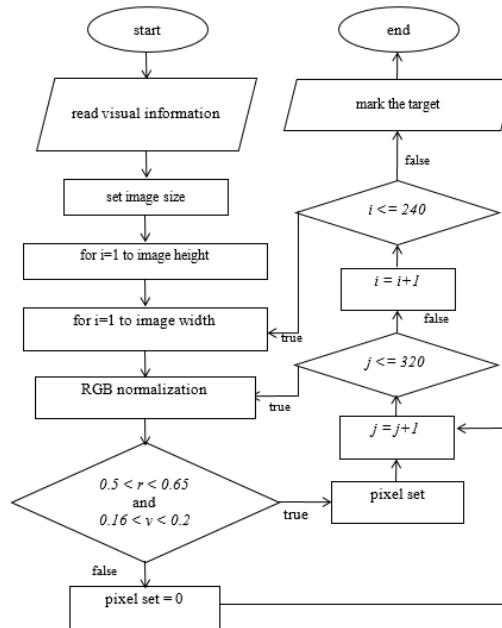 start
read visual information
set image size
for i=1 to image height
for i=1 to image width
RGB normalization
0.5 < r < 0.65
and
0.16 < v < 0.2
true
false
pixel set = 0
pixel set
j = j+1
j <= 320
true
false
i = i+1
i <= 240
true
false
mark the target
end